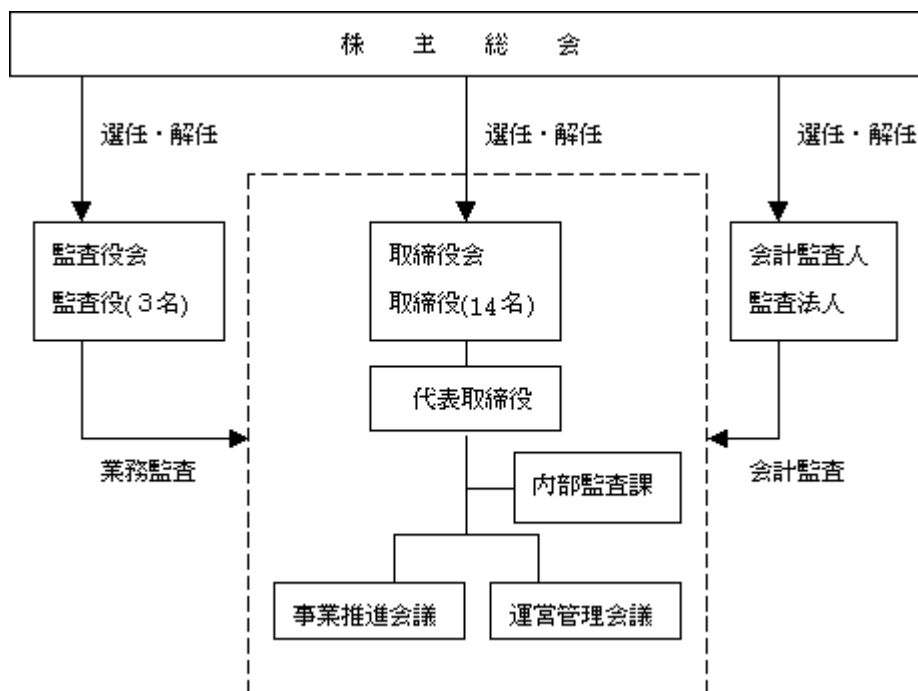 株主総会
選任・解任
選任・解任
選任・解任
監査役会
監査役(3名)
取締役会
取締役(14名)
会計監査人
監査法人
代表取締役
業務監査
会計監査
内部監査課
事業推進会議
運営管理会議